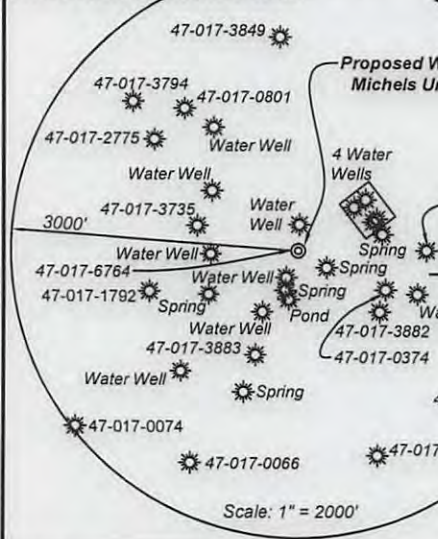 47-017-3849
Proposed W
Michels Un
47-017-3794
47-017-0801
47-017-2775
Water Well
4 Water
Wells
Water Well
47-017-3735
Water
Well
3000'
Water Well
Spring
47-017-6764
Water Well
Spring
47-017-1792
Spring
Spring
Pond
Wa
Water Well
47-017-3882
47-017-3883
47-017-0374
Water Well
Spring
47-017-0074
47-017
47-017-0066
Scale: 1" = 2000'